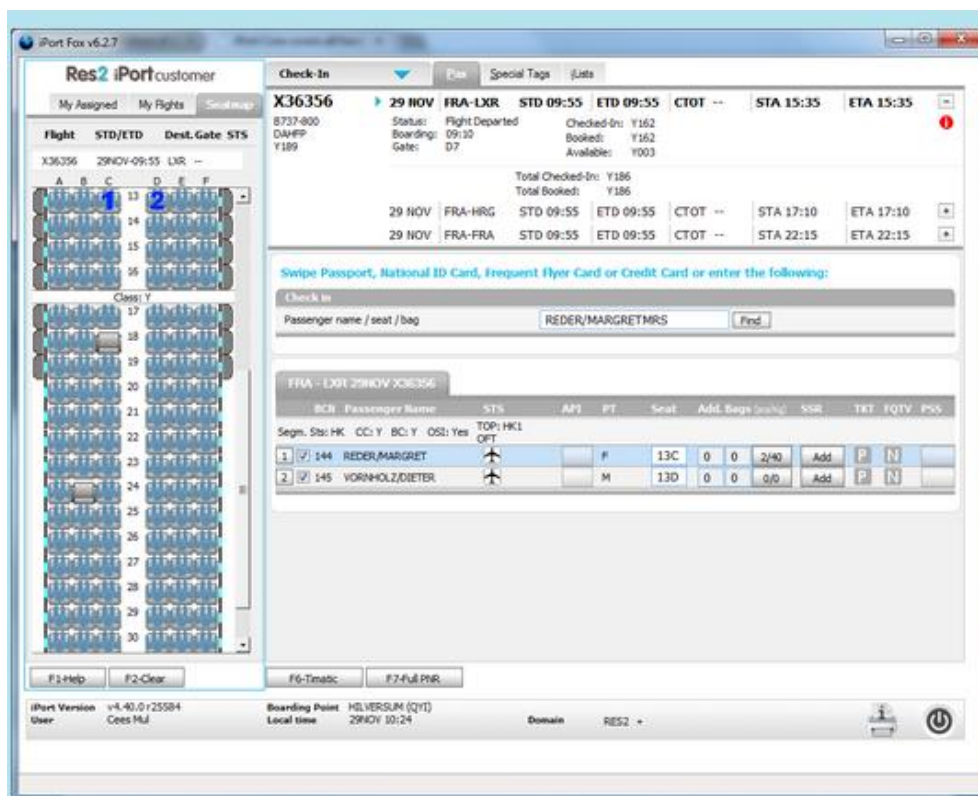 iPort Fox v6.2.7
Res2 iPortcustomer
My Assigned My Flights Seatmap
Flight STD/ETD Dest. Gate STS
X36356 29NOV-09:55 LXR --
A B C D E F
1 13 2
14
15
16
Class: Y
17
18
19
20
21
22
23
24
25
26
27
28
29
30
F1-Help F2-Clear
Check-In Pax Special Tags iLists
X36356 29 NOV FRA-LXR STD 09:55 ETD 09:55 CTOT -- STA 15:35 ETA 15:35
B737-800 Status: Flight Departed Checked-In: Y162
DAHFP Boarding: 09:10 Booked: Y162
Y189 Gate: D7 Available: Y003
Total Checked-In: Y186
Total Booked: Y186
29 NOV FRA-HRG STD 09:55 ETD 09:55 CTOT -- STA 17:10 ETA 17:10
29 NOV FRA-FRA STD 09:55 ETD 09:55 CTOT -- STA 22:15 ETA 22:15
Swipe Passport, National ID Card, Frequent Flyer Card or Credit Card or enter the following:
Check in
Passenger name / seat / bag REDER/MARGRETMRS Find
FRA - LXR 29NOV X36356
BCN Passenger Name STS API PT Seat Add. Bags (pcs/kg) SSR TKT FQTV PSS
Segm. Sts: HK CC: Y BC: Y OSI: Yes TOP: HK1
OFT
1 144 REDER/MARGRET F 13C 0 0 2/40 Add P N
2 145 VORNHOLZ/DIETER M 13D 0 0 0/0 Add P N
F6-Timatic F7-Full PNR
iPort Version v4.40.0 r25584 Boarding Point HILVERSUM (QYI)
User Cees Mul Local time 29NOV 10:24 Domain RES2